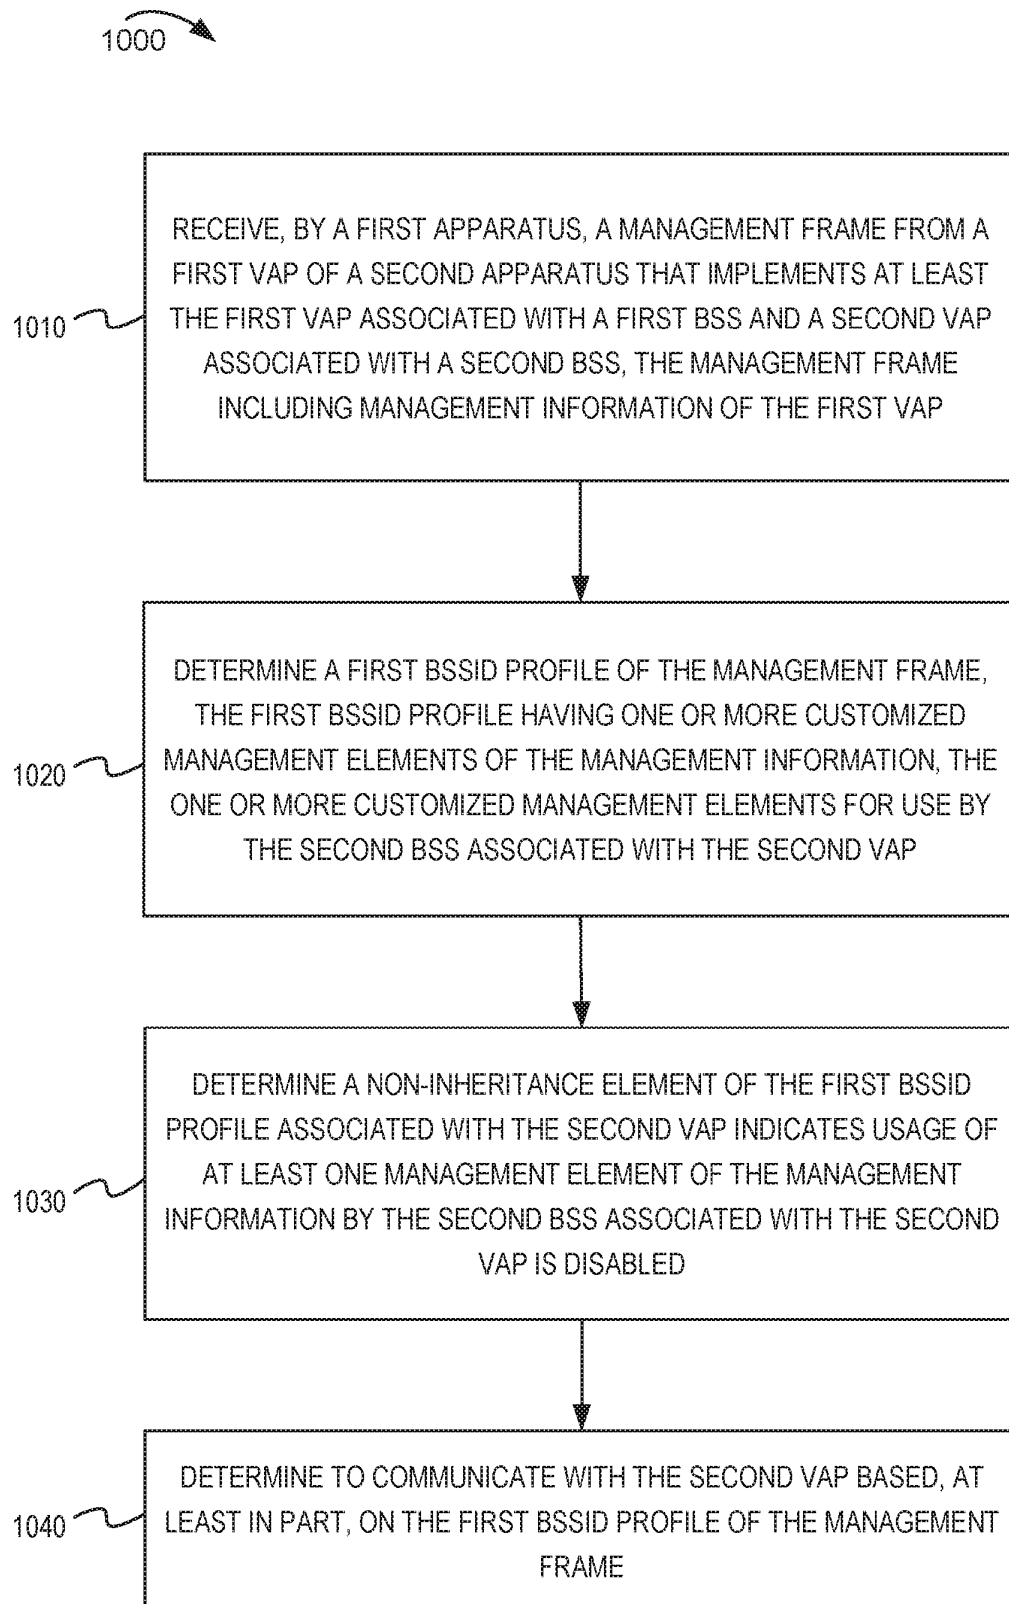 1000
RECEIVE, BY A FIRST APPARATUS, A MANAGEMENT FRAME FROM A
FIRST VAP OF A SECOND APPARATUS THAT IMPLEMENTS AT LEAST
THE FIRST VAP ASSOCIATED WITH A FIRST BSS AND A SECOND VAP
ASSOCIATED WITH A SECOND BSS, THE MANAGEMENT FRAME
INCLUDING MANAGEMENT INFORMATION OF THE FIRST VAP
1010
DETERMINE A FIRST BSSID PROFILE OF THE MANAGEMENT FRAME,
THE FIRST BSSID PROFILE HAVING ONE OR MORE CUSTOMIZED
MANAGEMENT ELEMENTS OF THE MANAGEMENT INFORMATION, THE
ONE OR MORE CUSTOMIZED MANAGEMENT ELEMENTS FOR USE BY
THE SECOND BSS ASSOCIATED WITH THE SECOND VAP
1020
DETERMINE A NON-INHERITANCE ELEMENT OF THE FIRST BSSID
PROFILE ASSOCIATED WITH THE SECOND VAP INDICATES USAGE OF
AT LEAST ONE MANAGEMENT ELEMENT OF THE MANAGEMENT
INFORMATION BY THE SECOND BSS ASSOCIATED WITH THE SECOND
VAP IS DISABLED
1030
DETERMINE TO COMMUNICATE WITH THE SECOND VAP BASED, AT
LEAST IN PART, ON THE FIRST BSSID PROFILE OF THE MANAGEMENT
FRAME
1040